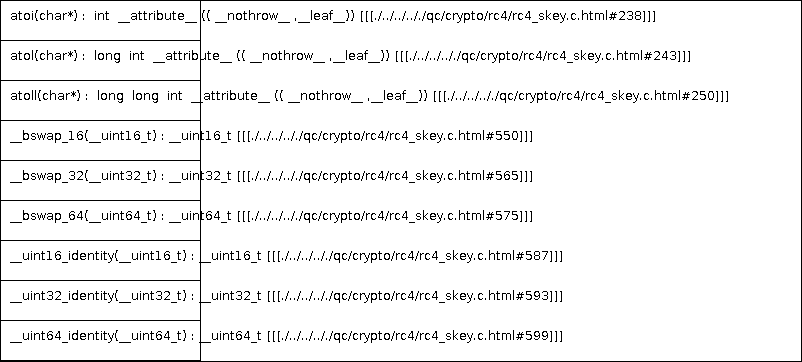 atoi(char*) : int __attribute__ (( __nothrow__ ,__leaf__)) [[[./../../.././qc/crypto/rc4/rc4_skey.c.html#238]]]
atol(char*) : long int __attribute__ (( __nothrow__ ,__leaf__)) [[[./../../.././qc/crypto/rc4/rc4_skey.c.html#243]]]
atoll(char*) : long long int __attribute__ (( __nothrow__ ,__leaf__)) [[[./../../.././qc/crypto/rc4/rc4_skey.c.html#250]]]
__bswap_16(__uint16_t) : __uint16_t [[[./../../.././qc/crypto/rc4/rc4_skey.c.html#550]]]
__bswap_32(__uint32_t) : __uint32_t [[[./../../.././qc/crypto/rc4/rc4_skey.c.html#565]]]
__bswap_64(__uint64_t) : __uint64_t [[[./../../.././qc/crypto/rc4/rc4_skey.c.html#575]]]
__uint16_identity(__uint16_t) : __uint16_t [[[./../../.././qc/crypto/rc4/rc4_skey.c.html#587]]]
__uint32_identity(__uint32_t) : __uint32_t [[[./../../.././qc/crypto/rc4/rc4_skey.c.html#593]]]
__uint64_identity(__uint64_t) : __uint64_t [[[./../../.././qc/crypto/rc4/rc4_skey.c.html#599]]]